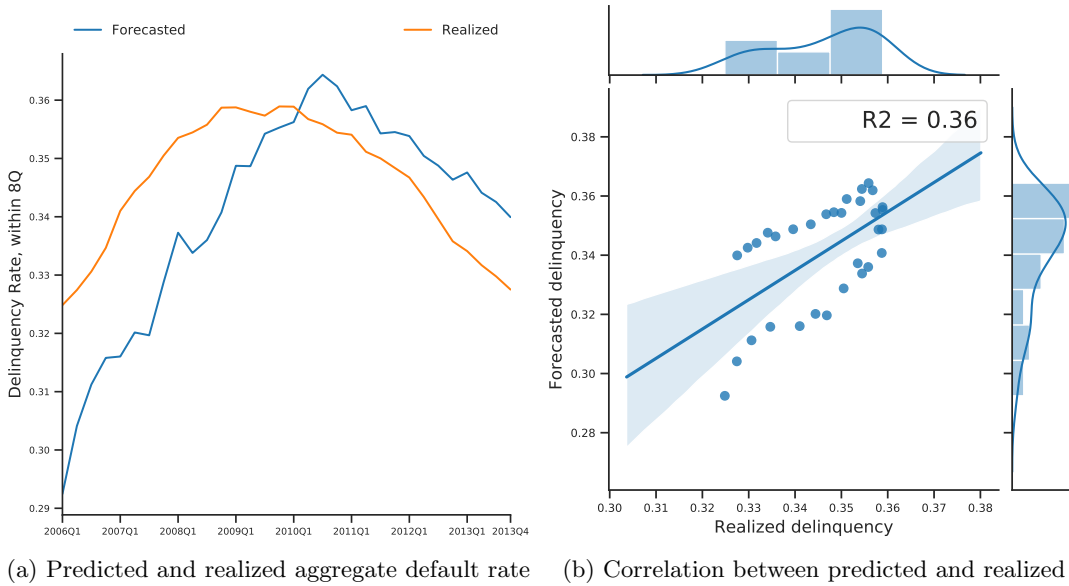 Forecasted
Realized
Delinquency Rate, within 8Q
0.36
0.35
0.34
0.33
0.32
0.31
0.30
0.29
2006Q1 2007Q1 2008Q1 2009Q1 2010Q1 2011Q1 2012Q1 2013Q1 2013Q4
(a) Predicted and realized aggregate default rate
R2 = 0.36
Forecasted delinquency
0.38
0.36
0.34
0.32
0.30
0.28
0.30 0.31 0.32 0.33 0.34 0.35 0.36 0.37 0.38
Realized delinquency
(b) Correlation between predicted and realized